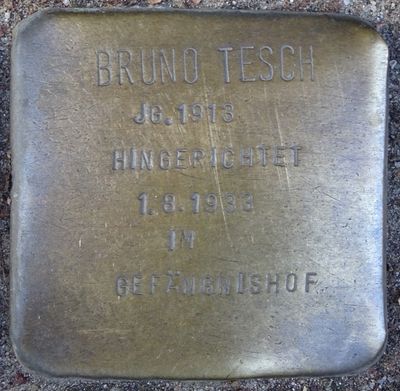 BRUNO TESCH
JG. 1913
HINGERICHTET
1.8.1933
IM
GEFÄNGNISHOF